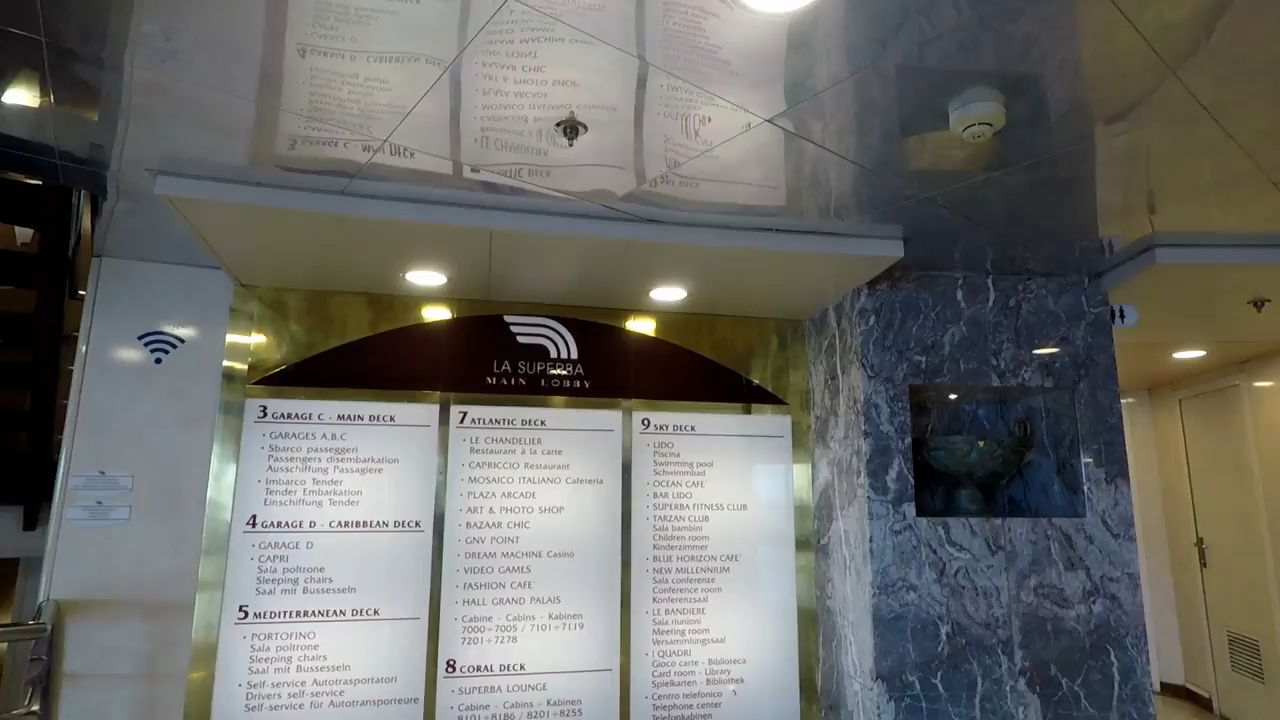 LA SUPERBA
MAIN LOBBY
3 GARAGE C - MAIN DECK
• GARAGES A,B,C
• Sbarco passeggeri
Passengers disembarkation
Ausschiffung Passagiere
• Imbarco Tender
Tender Embarkation
Einschiffung Tender
4 GARAGE D - CARIBBEAN DECK
• GARAGE D
• CAPRI
Sala poltrone
Sleeping chairs
Saal mit Bussesseln
5 MEDITERRANEAN DECK
• PORTOFINO
Sala poltrone
Sleeping chairs
Saal mit Bussesseln
• Self-service Autotrasportatori
Drivers self-service
Self-service für Autotransporteure
7 ATLANTIC DECK
• LE CHANDELIER
Restaurant à la carte
• CAPRICCIO Restaurant
• MOSAICO ITALIANO Cafeteria
• PLAZA ARCADE
• ART & PHOTO SHOP
• BAZAAR CHIC
• GNV POINT
• DREAM MACHINE Casinò
• VIDEO GAMES
• FASHION CAFE'
• HALL GRAND PALAIS
• Cabine - Cabins - Kabinen
7000÷7005 / 7101÷7119
7201÷7278
8 CORAL DECK
• SUPERBA LOUNGE
• Cabine - Cabins - Kabinen
8101÷8186 / 8201÷8255
9 SKY DECK
• LIDO
Piscina
Swimming pool
Schwimmbad
• OCEAN CAFE'
• BAR LIDO
• SUPERBA FITNESS CLUB
• TARZAN CLUB
Sala bambini
Children room
Kinderzimmer
• BLUE HORIZON CAFE'
• NEW MILLENNIUM
Sala conferenze
Conference room
Konferenzsaal
• LE BANDIERE
Sala riunioni
Meeting room
Versammlungssaal
• I QUADRI
Gioco carte - Biblioteca
Card room - Library
Spielkarten - Bibliothek
• Centro telefonico
Telephone center
Telefonkabinen